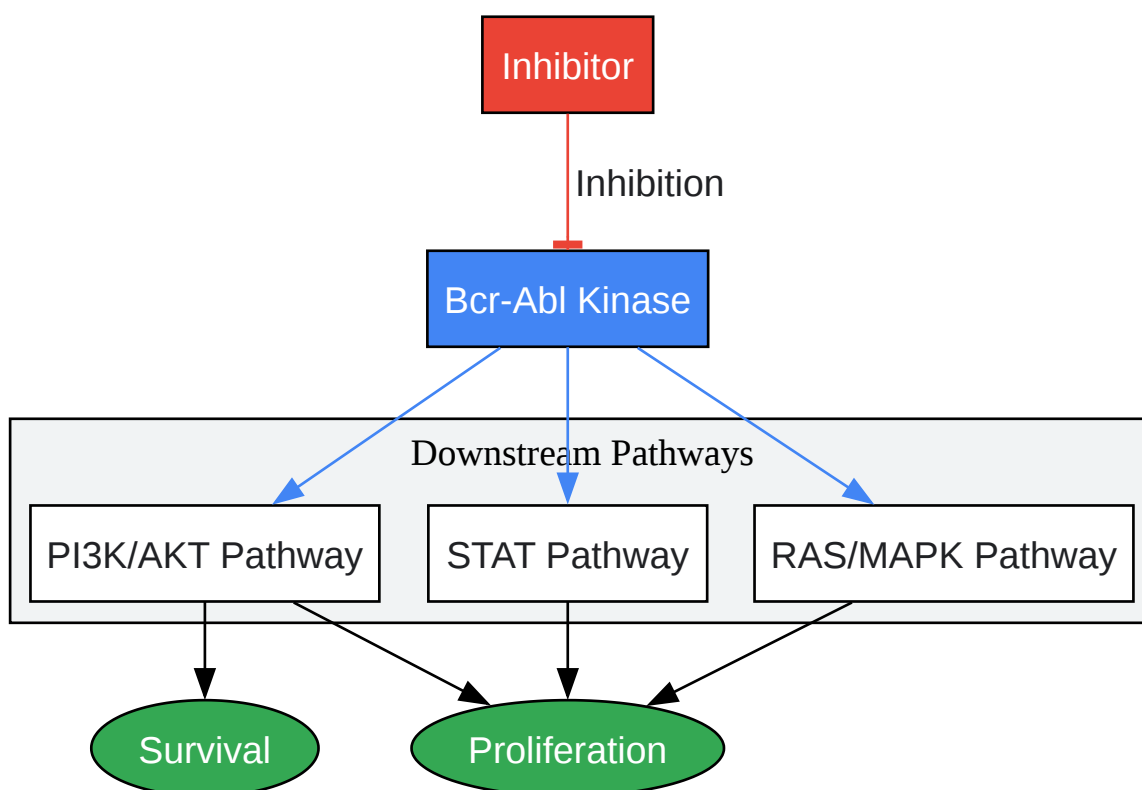 Inhibitor
Inhibition
Bcr-Abl Kinase
Downstream Pathways
PI3K/AKT Pathway
STAT Pathway
RAS/MAPK Pathway
Survival
Proliferation